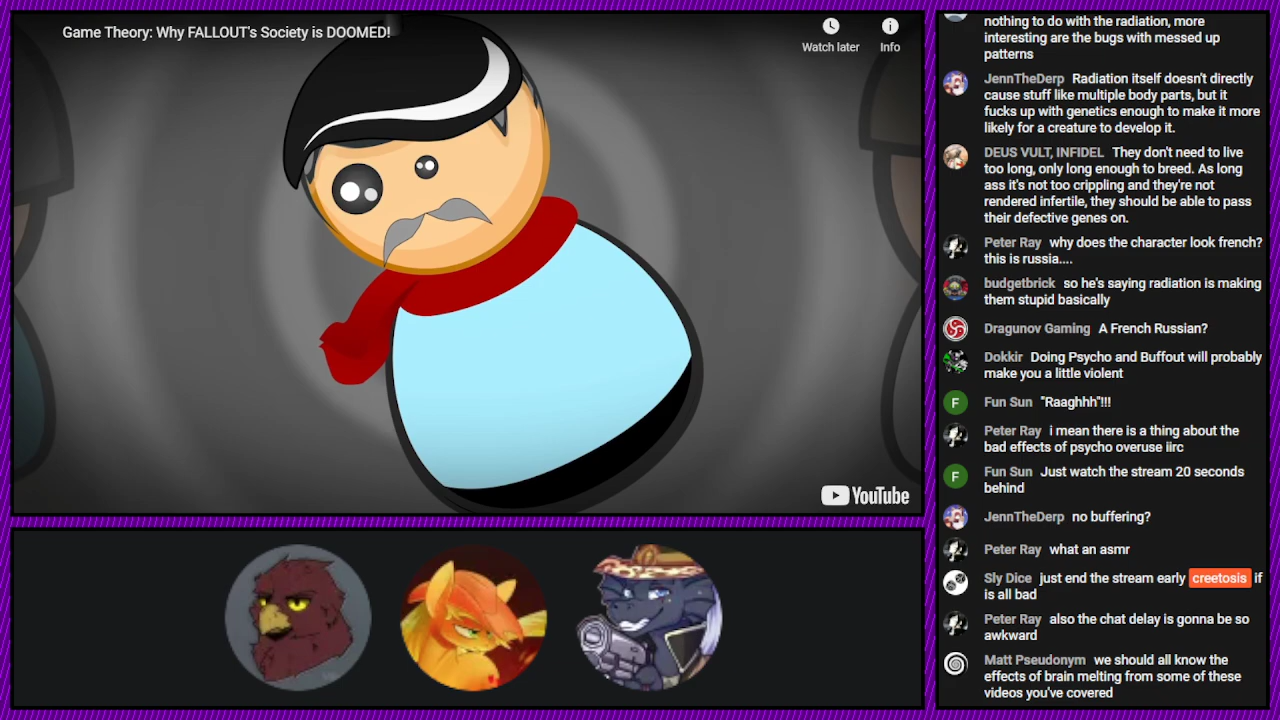 Game Theory: Why FALLOUT's Society is DOOMED!
Watch later
Info
YouTube
nothing to do with the radiation, more
interesting are the bugs with messed up
patterns
JennTheDerp Radiation itself doesn't directly
cause stuff like multiple body parts, but it
fucks up with genetics enough to make it more
likely for a creature to develop it.
DEUS VULT, INFIDEL They don't need to live
too long, only long enough to breed. As long
ass it's not too crippling and they're not
rendered infertile, they should be able to pass
their defective genes on.
Peter Ray why does the character look french?
this is russia....
budgetbrick so he's saying radiation is making
them stupid basically
Dragunov Gaming A French Russian?
Dokkir Doing Psycho and Buffout will probably
make you a little violent
F Fun Sun "Raaghhh"!!!
Peter Ray i mean there is a thing about the
bad effects of psycho overuse iirc
F Fun Sun Just watch the stream 20 seconds
behind
JennTheDerp no buffering?
Peter Ray what an asmr
Sly Dice just end the stream early creetosis if
is all bad
Peter Ray also the chat delay is gonna be so
awkward
Matt Pseudonym we should all know the
effects of brain melting from some of these
videos you've covered